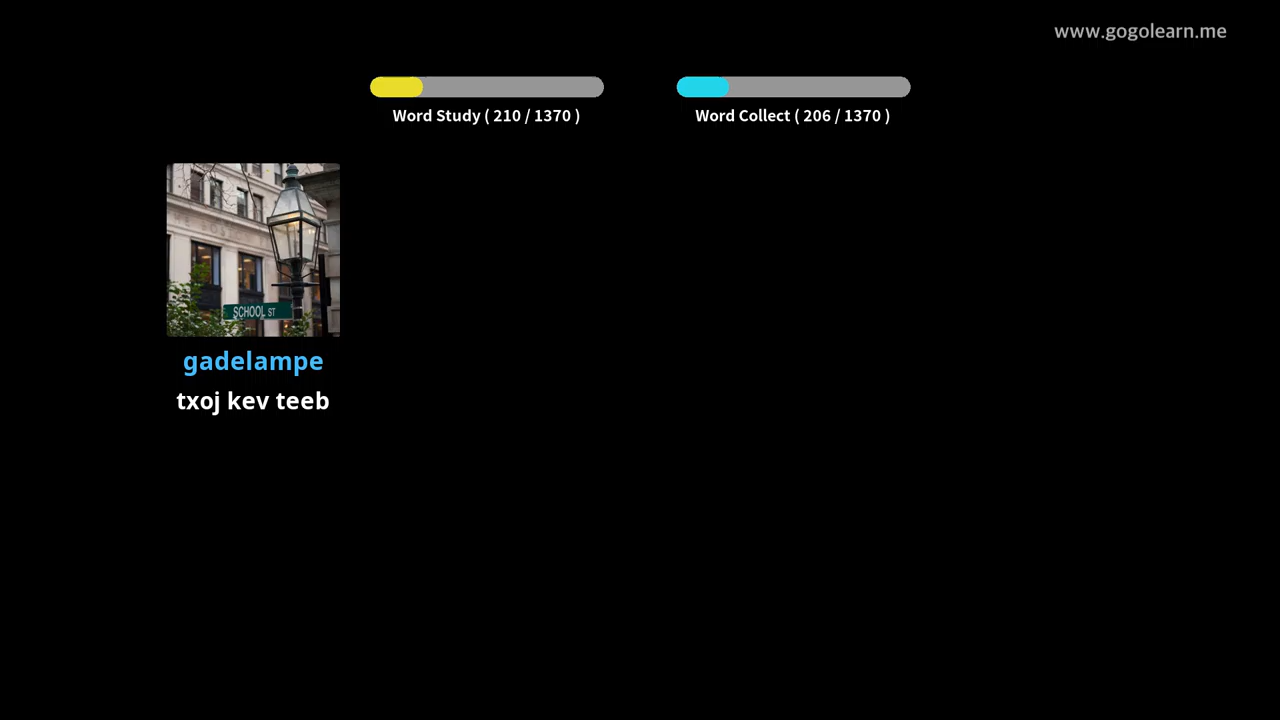 www.gogolearn.me
Word Study ( 210 / 1370 )
Word Collect ( 206 / 1370 )
SCHOOL ST
gadelampe
txoj kev teeb